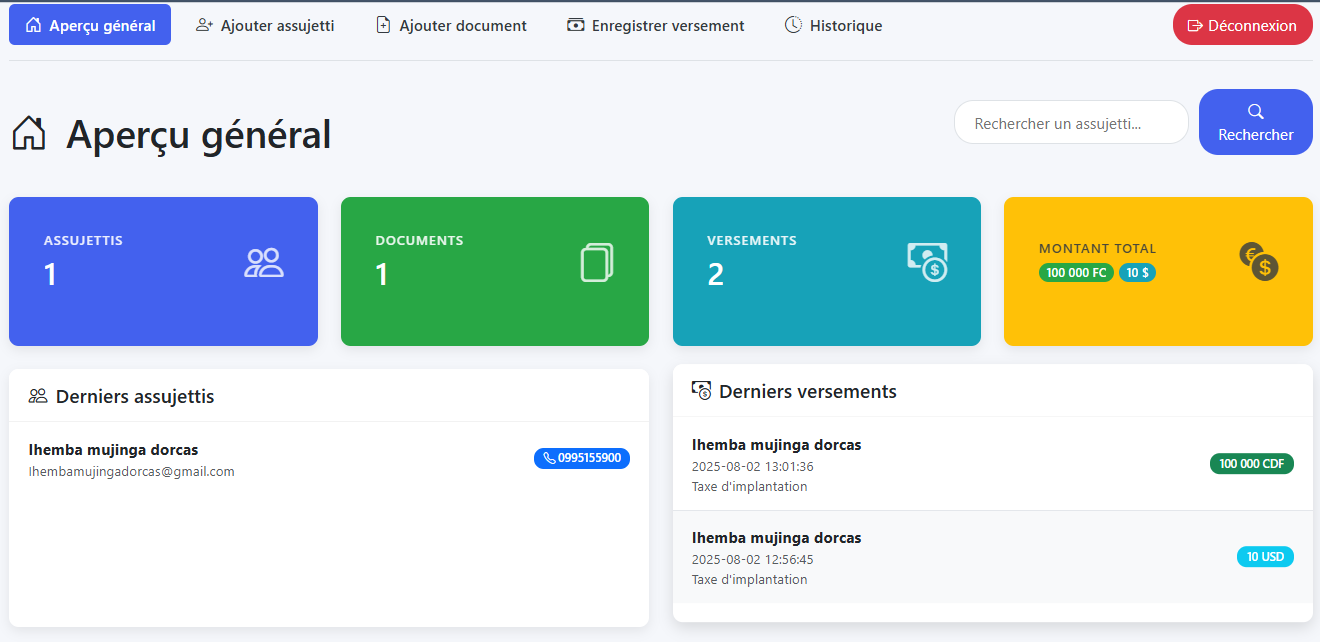 Aperçu général
Ajouter assujetti
Ajouter document
Enregistrer versement
Historique
Déconnexion
Aperçu général
Rechercher un assujetti...
Rechercher
ASSUJETTIS
1
DOCUMENTS
1
VERSEMENTS
2
MONTANT TOTAL
100 000 FC
10 $
Derniers assujettis
Ihemba mujinga dorcas
0995155900
Ihembamujingadorcas@gmail.com
Derniers versements
Ihemba mujinga dorcas
2025-08-02 13:01:36
100 000 CDF
Taxe d'implantation
Ihemba mujinga dorcas
2025-08-02 12:56:45
10 USD
Taxe d'implantation